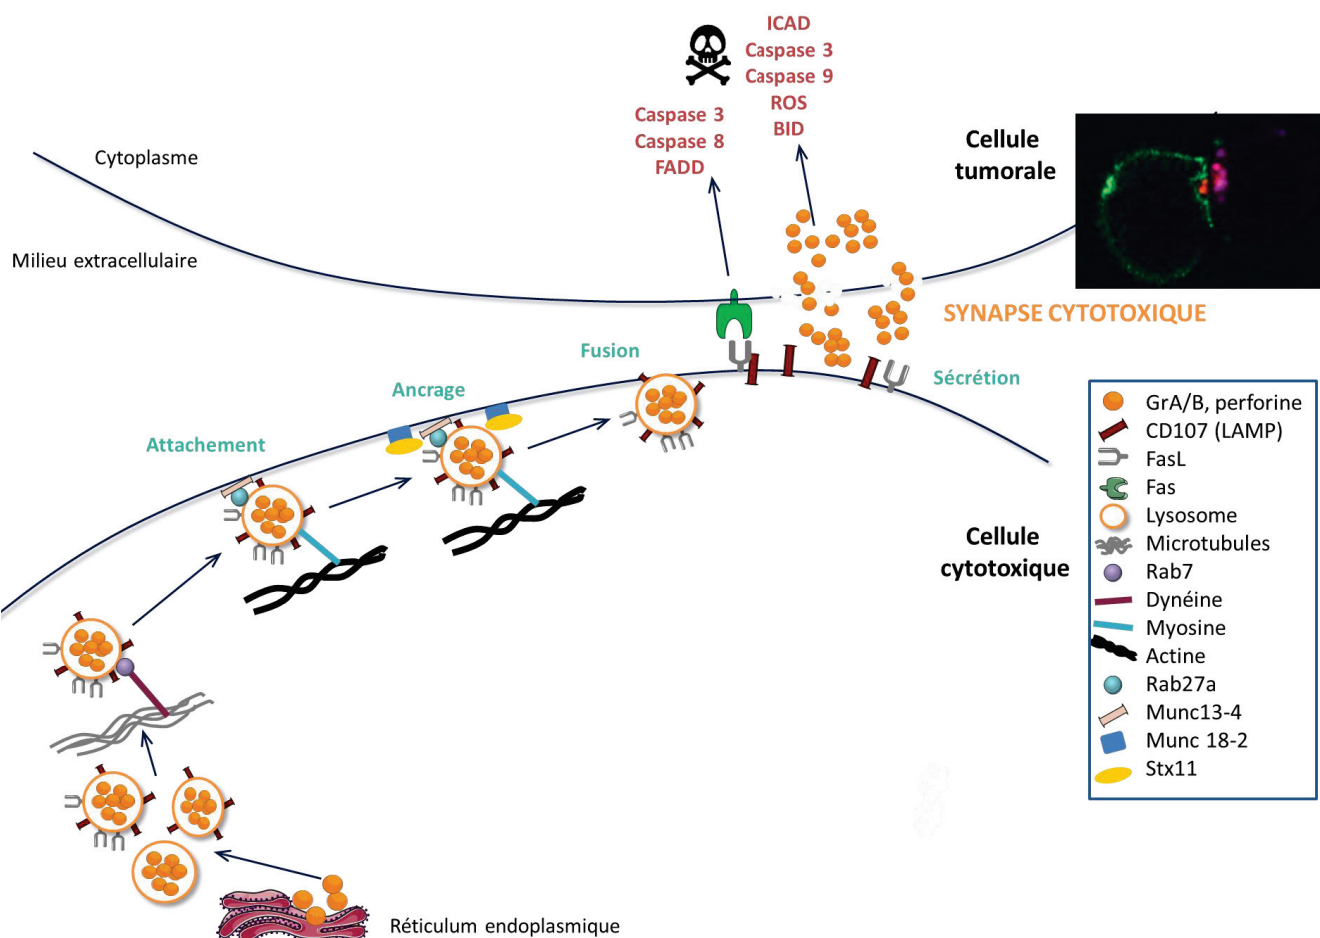 ICAD
Caspase 3
Caspase 9
ROS
BID
Caspase 3
Caspase 8
FADD
Cytoplasme
Milieu extracellulaire
Cellule
tumorale
SYNAPSE CYTOTOXIQUE
Fusion
Ancrage
Attachement
Sécrétion
Cellule
cytotoxique
Réticulum endoplasmique
GrA/B, perforine
CD107 (LAMP)
FasL
Fas
Lysosome
Microtubules
Rab7
Dynéine
Myosine
Actine
Rab27a
Munc13-4
Munc 18-2
Stx11